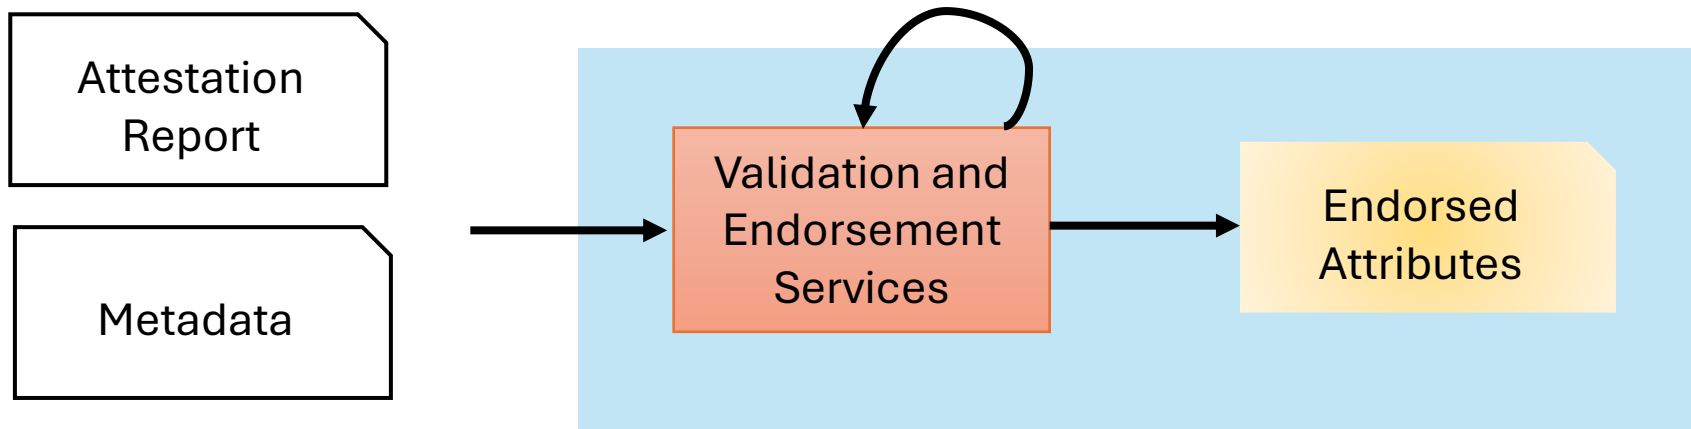 Attestation
Report
Metadata
Validation and
Endorsement
Services
Endorsed
Attributes